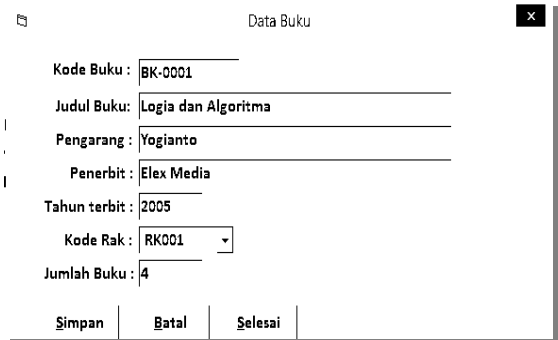 Data Buku
x
Kode Buku : BK-0001
Judul Buku: Logia dan Algoritma
Pengarang : Yogianto
Penerbit : Elex Media
Tahun terbit : 2005
Kode Rak : RK001
Jumlah Buku : 4
Simpan Batal Selesai